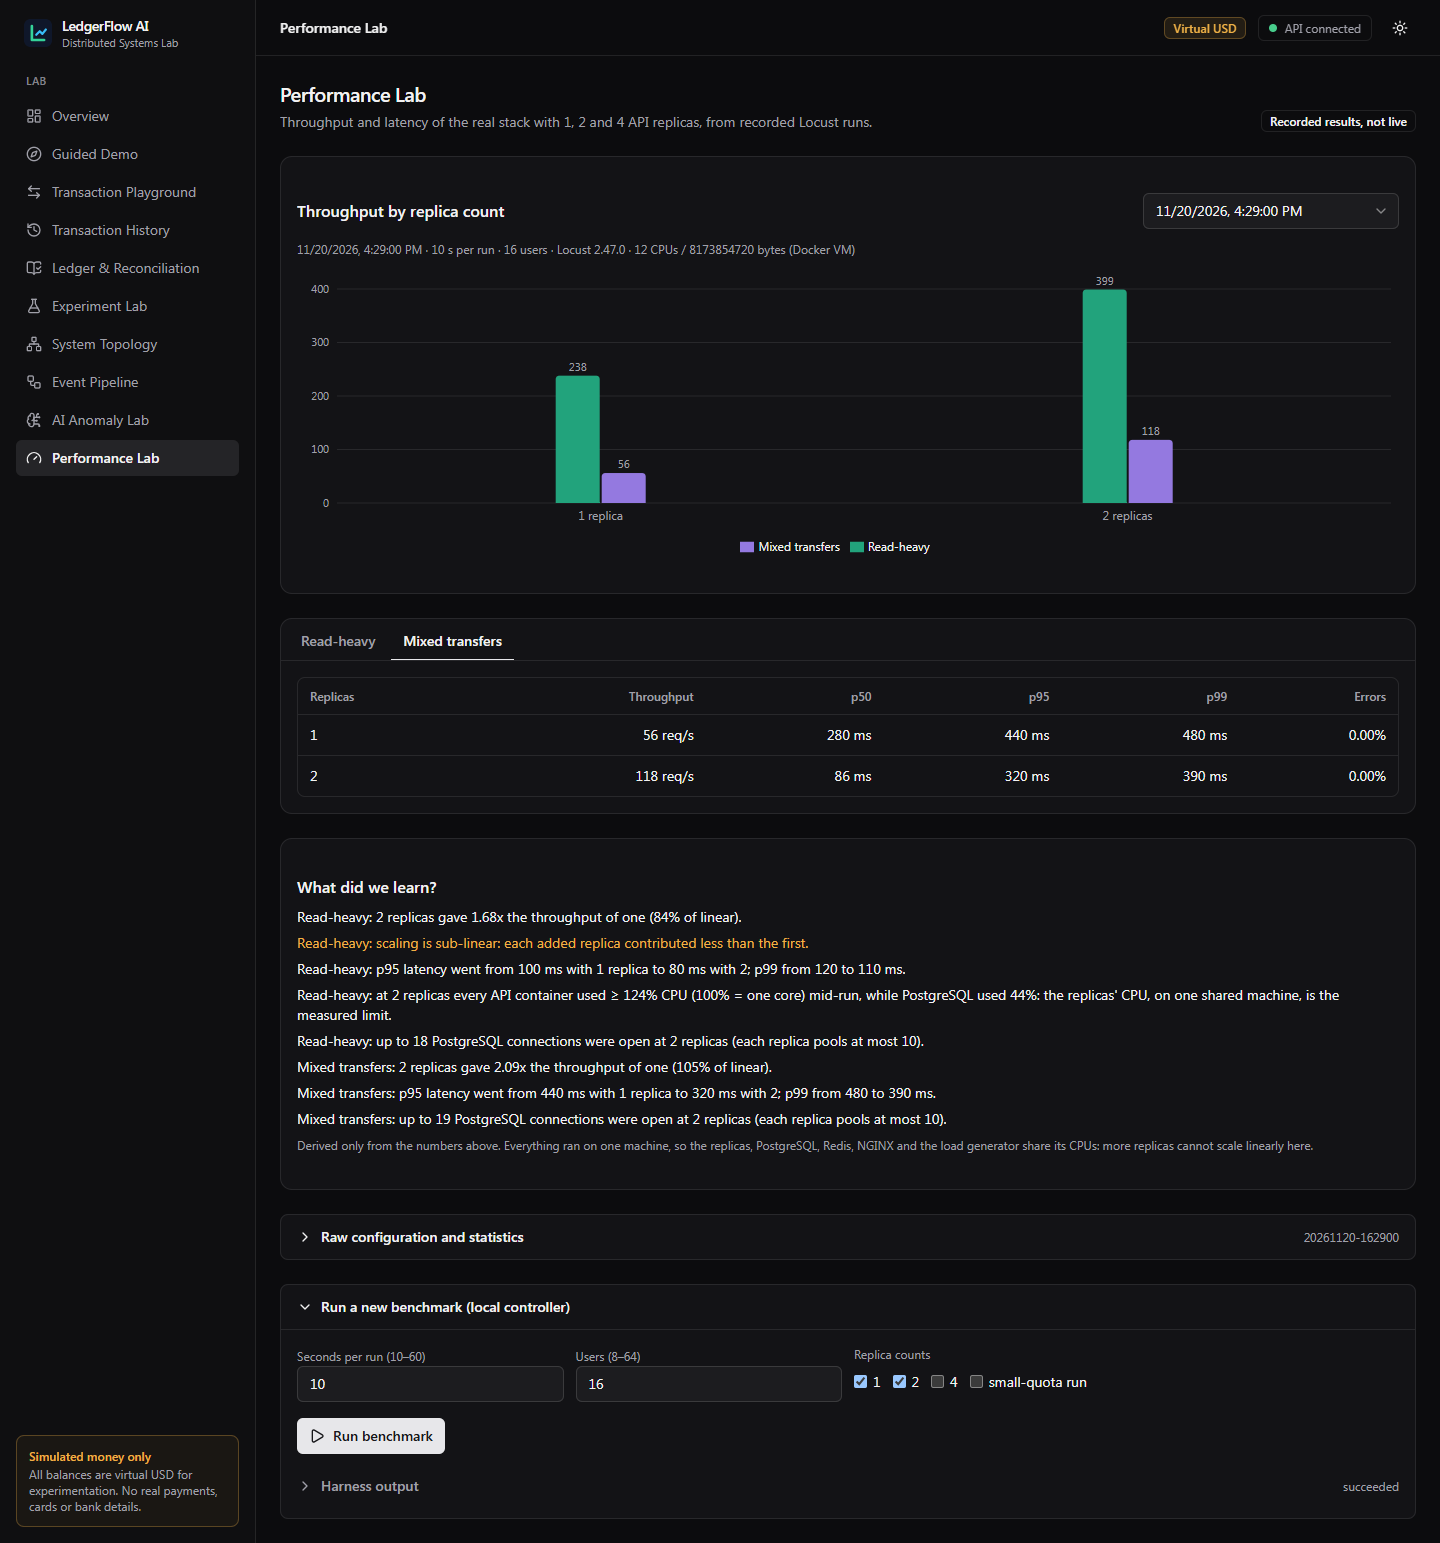 LedgerFlow AI
Distributed Systems Lab
LAB
Overview
Guided Demo
Transaction Playground
Transaction History
Ledger & Reconciliation
Experiment Lab
System Topology
Event Pipeline
AI Anomaly Lab
Performance Lab
Simulated money only
All balances are virtual USD for
experimentation. No real payments,
cards or bank details.
Performance Lab
Virtual USD
API connected
Performance Lab
Throughput and latency of the real stack with 1, 2 and 4 API replicas, from recorded Locust runs.
Recorded results, not live
Throughput by replica count
11/20/2026, 4:29:00 PM
11/20/2026, 4:29:00 PM · 10 s per run · 16 users · Locust 2.47.0 · 12 CPUs / 8173854720 bytes (Docker VM)
400
300
200
100
0
238
56
399
118
1 replica
2 replicas
Mixed transfers
Read-heavy
Read-heavy
Mixed transfers
Replicas Throughput p50 p95 p99 Errors
1 56 req/s 280 ms 440 ms 480 ms 0.00%
2 118 req/s 86 ms 320 ms 390 ms 0.00%
What did we learn?
Read-heavy: 2 replicas gave 1.68x the throughput of one (84% of linear).
Read-heavy: scaling is sub-linear: each added replica contributed less than the first.
Read-heavy: p95 latency went from 100 ms with 1 replica to 80 ms with 2; p99 from 120 to 110 ms.
Read-heavy: at 2 replicas every API container used ≥ 124% CPU (100% = one core) mid-run, while PostgreSQL used 44%: the replicas' CPU, on one shared machine, is the
measured limit.
Read-heavy: up to 18 PostgreSQL connections were open at 2 replicas (each replica pools at most 10).
Mixed transfers: 2 replicas gave 2.09x the throughput of one (105% of linear).
Mixed transfers: p95 latency went from 440 ms with 1 replica to 320 ms with 2; p99 from 480 to 390 ms.
Mixed transfers: up to 19 PostgreSQL connections were open at 2 replicas (each replica pools at most 10).
Derived only from the numbers above. Everything ran on one machine, so the replicas, PostgreSQL, Redis, NGINX and the load generator share its CPUs: more replicas cannot scale linearly here.
Raw configuration and statistics
20261120-162900
Run a new benchmark (local controller)
Seconds per run (10–60)
10
Users (8–64)
16
Replica counts
1 2 4 small-quota run
Run benchmark
Harness output
succeeded